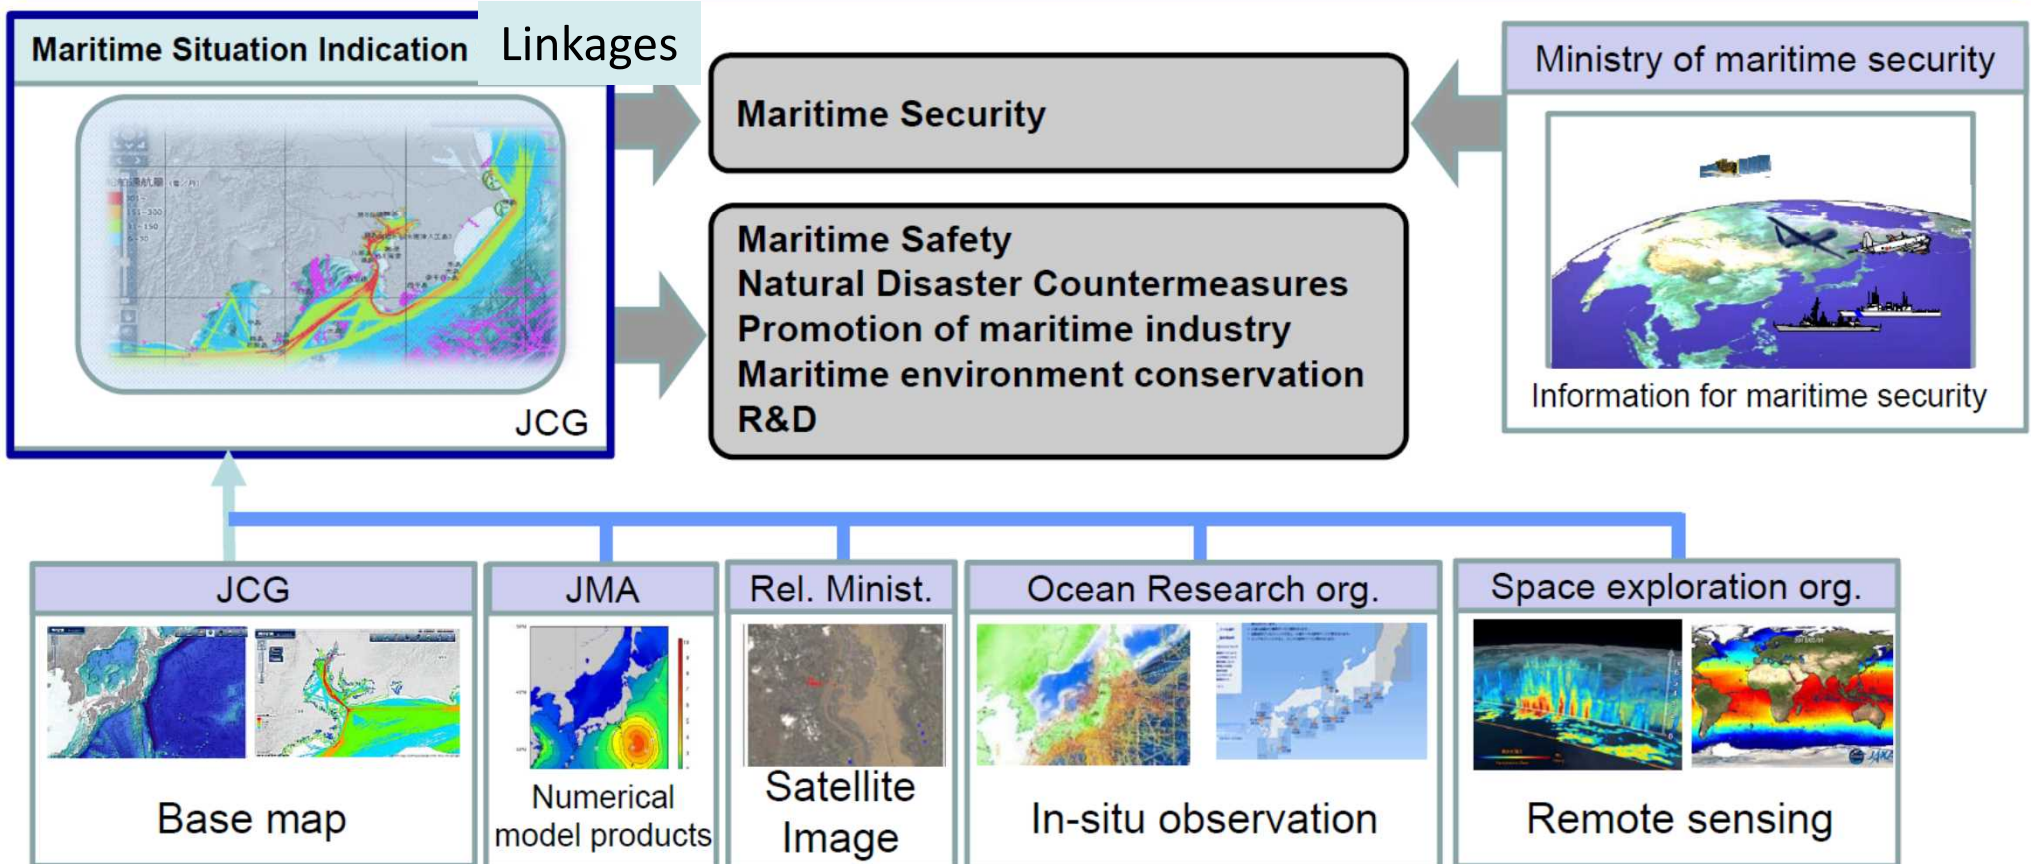 Maritime Situation Indication
Linkages
JCG
Maritime Security
Maritime Safety
Natural Disaster Countermeasures
Promotion of maritime industry
Maritime environment conservation
R&D
Ministry of maritime security
Information for maritime security
JCG
Base map
JMA
Numerical
model products
Rel. Minist.
Satellite
Image
Ocean Research org.
In-situ observation
Space exploration org.
Remote sensing